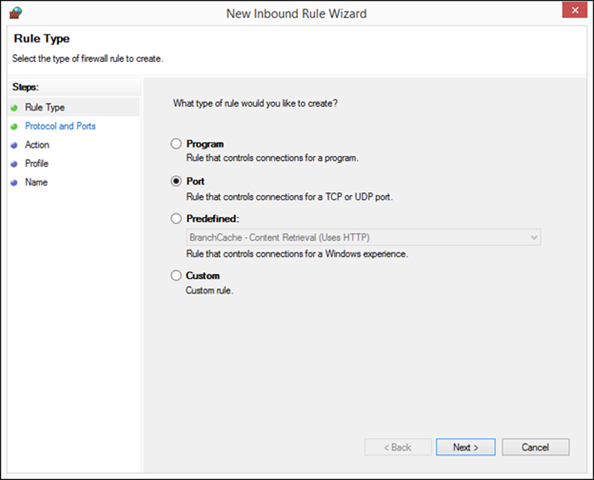 New Inbound Rule Wizard
Rule Type
Select the type of firewall rule to create.
Steps:
Rule Type
Protocol and Ports
Action
Profile
Name
What type of rule would you like to create?
Program
Rule that controls connections for a program.
Port
Rule that controls connections for a TCP or UDP port.
Predefined:
BranchCache - Content Retrieval (Uses HTTP)
Rule that controls connections for a Windows experience.
Custom
Custom rule.
< Back
Next >
Cancel